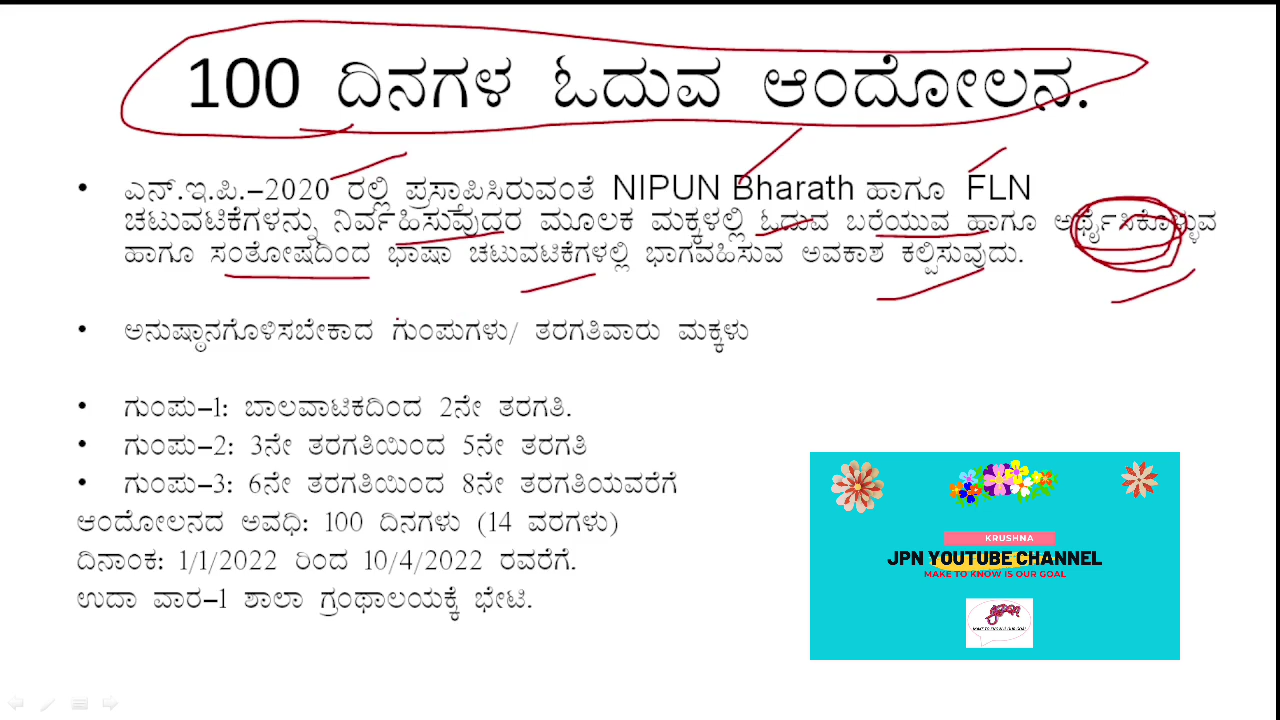 100 ದಿನಗಳ ಓದುವ ಆಂದೋಲನ.
• ಎನ್.ಇ.ಪಿ.-2020 ರಲ್ಲಿ ಪ್ರಸ್ತಾಪಿಸಿರುವಂತೆ NIPUN Bharath ಹಾಗೂ FLN
ಚಟುವಟಿಕೆಗಳನ್ನು ನಿರ್ವಹಿಸುವುದರ ಮೂಲಕ ಮಕ್ಕಳಲ್ಲಿ ಓದುವ ಬರೆಯುವ ಹಾಗೂ ಅರ್ಥೈಸಿಕೊಳ್ಳುವ
ಹಾಗೂ ಸಂತೋಷದಿಂದ ಭಾಷಾ ಚಟುವಟಿಕೆಗಳಲ್ಲಿ ಭಾಗವಹಿಸುವ ಅವಕಾಶ ಕಲ್ಪಿಸುವುದು.
• ಅನುಷ್ಠಾನಗೊಳಿಸಬೇಕಾದ ಗುಂಪುಗಳು/ ತರಗತಿವಾರು ಮಕ್ಕಳು
• ಗುಂಪು-1: ಬಾಲವಾಟಿಕದಿಂದ 2ನೇ ತರಗತಿ.
• ಗುಂಪು-2: 3ನೇ ತರಗತಿಯಿಂದ 5ನೇ ತರಗತಿ
• ಗುಂಪು-3: 6ನೇ ತರಗತಿಯಿಂದ 8ನೇ ತರಗತಿಯವರೆಗೆ
ಆಂದೋಲನದ ಅವಧಿ: 100 ದಿನಗಳು (14 ವರಗಳು)
ದಿನಾಂಕ: 1/1/2022 ರಿಂದ 10/4/2022 ರವರೆಗೆ.
ಉದಾ ವಾರ-1 ಶಾಲಾ ಗ್ರಂಥಾಲಯಕ್ಕೆ ಭೇಟಿ.
KRUSHNA
JPN YOUTUBE CHANNEL
MAKE TO KNOW IS OUR GOAL